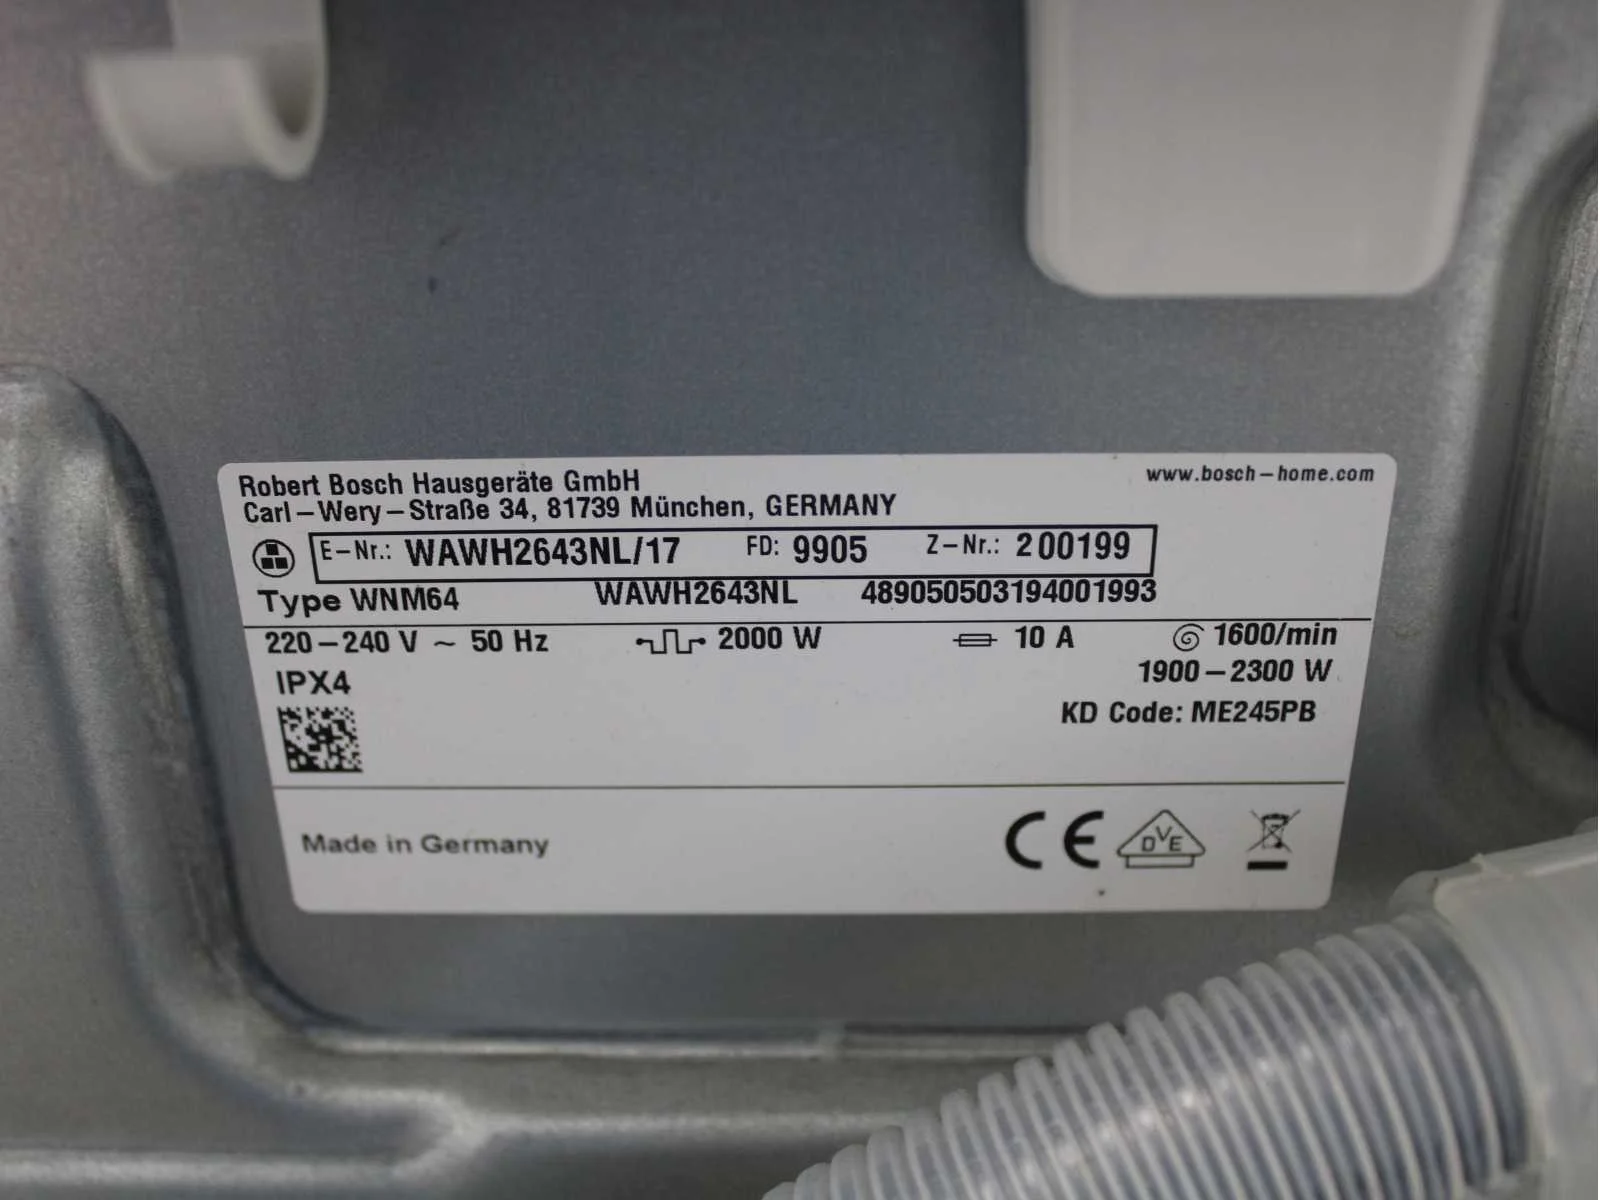 Robert Bosch Hausgeräte GmbH www.bosch-home.com
Carl-Wery-Straße 34, 81739 München, GERMANY
E-Nr.: WAWH2643NL/17 FD: 9905 Z-Nr.: 200199
Type WNM64 WAWH2643NL 489050503194001993
220-240 V ~ 50 Hz 2000 W 10 A 1600/min
IPX4 1900-2300 W
KD Code: ME245PB
Made in Germany CE DVE